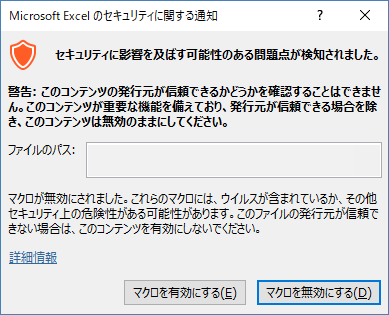 Microsoft Excel のセキュリティに関する通知
セキュリティに影響を及ぼす可能性のある問題点が検知されました。
警告: このコンテンツの発行元が信頼できるかどうかを確認することはできませ
ん。このコンテンツが重要な機能を備えており、発行元が信頼できる場合を除
き、このコンテンツは無効のままにしてください。
ファイルのパス:
マクロが無効にされました。これらのマクロには、ウイルスが含まれているか、その他
セキュリティ上の危険性がある可能性があります。このファイルの発行元が信頼で
きない場合は、このコンテンツを有効にしないでください。
詳細情報
マクロを有効にする(E)
マクロを無効にする(D)